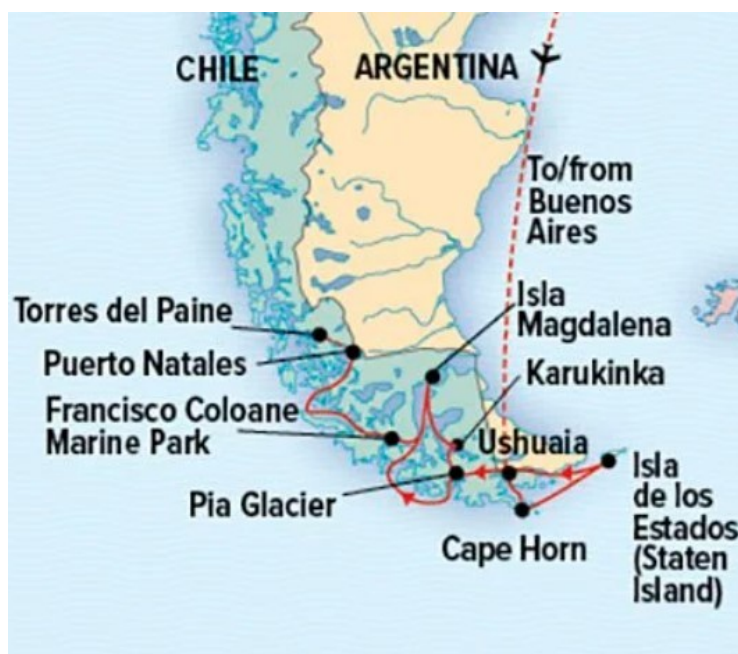 CHILE
ARGENTINA
To/from
Buenos
Aires
Isla
Magdalena
Torres del Paine
Puerto Natales
Karukinka
Francisco Coloane
Marine Park
Ushuaia
Pia Glacier
Isla
de los
Estados
(Staten
Island)
Cape Horn